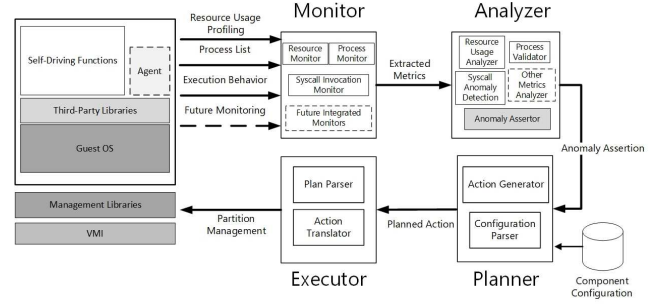 Self-Driving Functions
Agent
Third-Party Libraries
Guest OS
Management Libraries
VMI
Resource Usage
Profiling
Process List
Execution Behavior
Future Monitoring
Monitor
Resource
Monitor
Process
Monitor
Syscall Invocation
Monitor
Future Integrated
Monitors
Extracted
Metrics
Analyzer
Resource
Usage
Analyzer
Process
Validator
Syscall
Anomaly
Detection
Other
Metrics
Analyzer
Anomaly Assertor
Anomaly Assertion
Action Generator
Configuration
Parser
Planner
Component
Configuration
Planned Action
Plan Parser
Action
Translator
Executor
Partition
Management